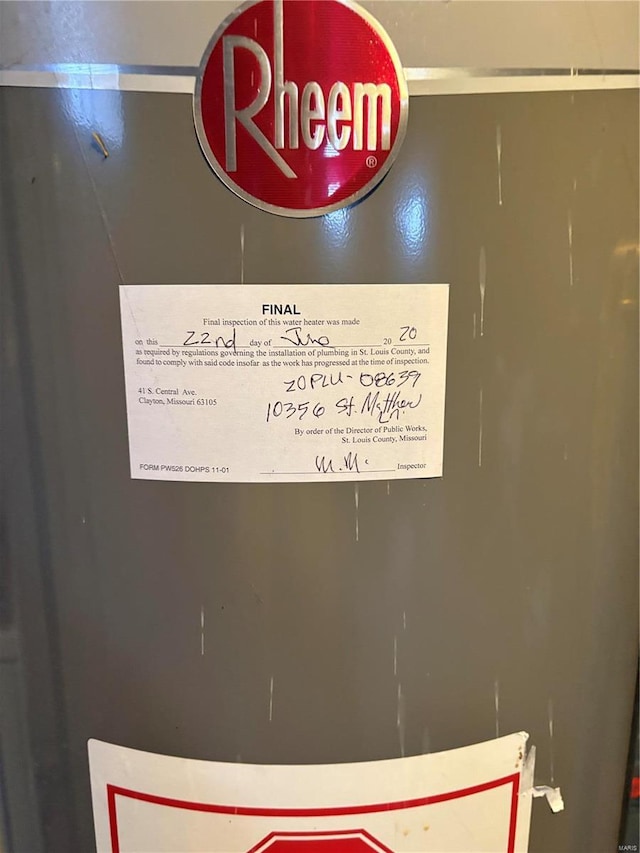 Rheem®
FINAL
Final inspection of this water heater was made
on this 22nd day of June 20 20
as required by regulations governing the installation of plumbing in St. Louis County, and
found to comply with said code insofar as the work has progressed at the time of inspection.
20PLU-08639
41 S. Central Ave.
Clayton, Missouri 63105
10356 St. Matthew
Ln.
By order of the Director of Public Works,
St. Louis County, Missouri
M.M.
Inspector
FORM PWS26 DOHPS 11-01
MARIS